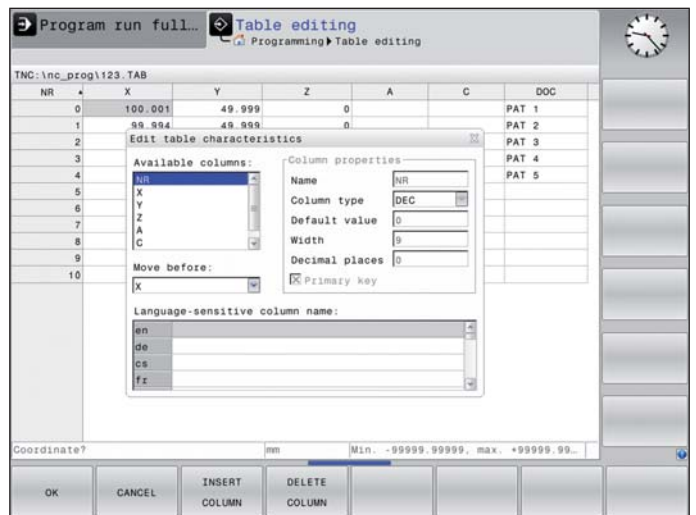 Program run full… Table editing
Programming Table editing
TNC:\nc_prog\123.TAB
NR X Y Z A C DOC
0 100.001 49.999 0 PAT 1
1 99.994 49.999 0 PAT 2
2 PAT 3
3 PAT 4
4 PAT 5
5
6
7
8
9
10
Edit table characteristics
Available columns:
NR
X
Y
Z
A
C
Move before:
X
Column properties
Name NR
Column type DEC
Default value 0
Width 9
Decimal places 0
Primary key
Language-sensitive column name:
en
de
cs
fr
Coordinate? mm Min. -99999.99999, max. +99999.99…
OK CANCEL INSERT COLUMN DELETE COLUMN